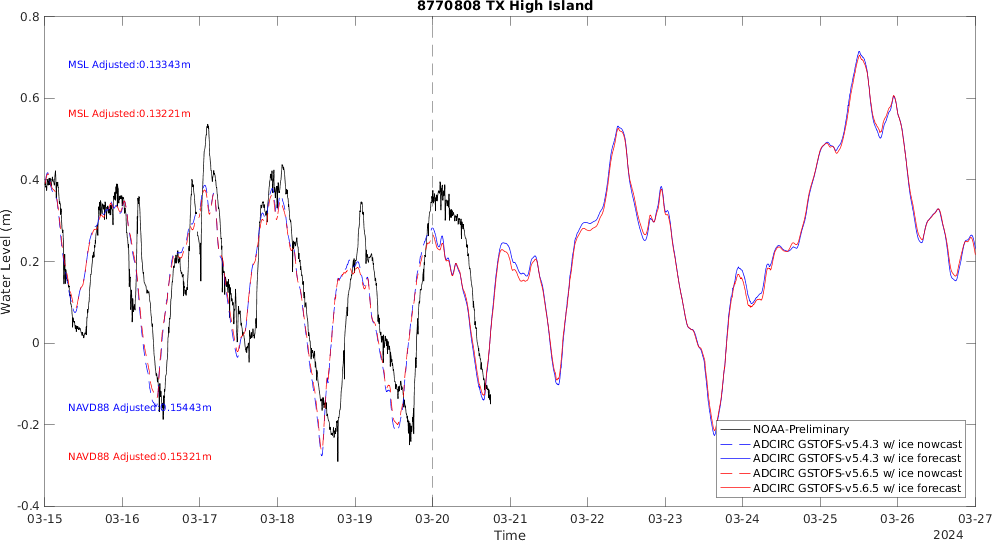 8770808 TX High Island
0.8
0.6
0.4
0.2
0
-0.2
-0.4
Water Level (m)
MSL Adjusted:0.13343m
MSL Adjusted:0.13221m
NAVD88 Adjusted:0.15443m
NAVD88 Adjusted:0.15321m
NOAA-Preliminary
ADCIRC GSTOFS-v5.4.3 w/ ice nowcast
ADCIRC GSTOFS-v5.4.3 w/ ice forecast
ADCIRC GSTOFS-v5.6.5 w/ ice nowcast
ADCIRC GSTOFS-v5.6.5 w/ ice forecast
03-15 03-16 03-17 03-18 03-19 03-20 03-21 03-22 03-23 03-24 03-25 03-26 03-27
Time
2024